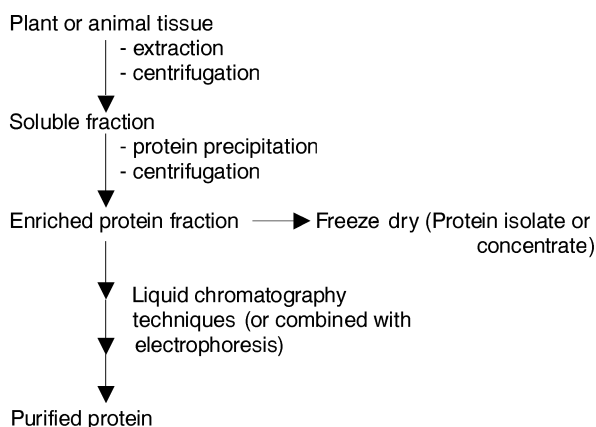 Plant or animal tissue
- extraction
- centrifugation
Soluble fraction
- protein precipitation
- centrifugation
Enriched protein fraction
Freeze dry (Protein isolate or
concentrate)
Liquid chromatography
techniques (or combined with
electrophoresis)
Purified protein